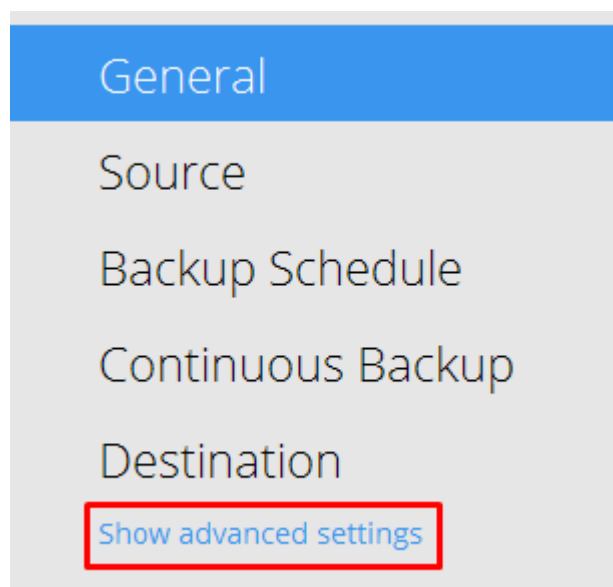 General
Source
Backup Schedule
Continuous Backup
Destination
Show advanced settings